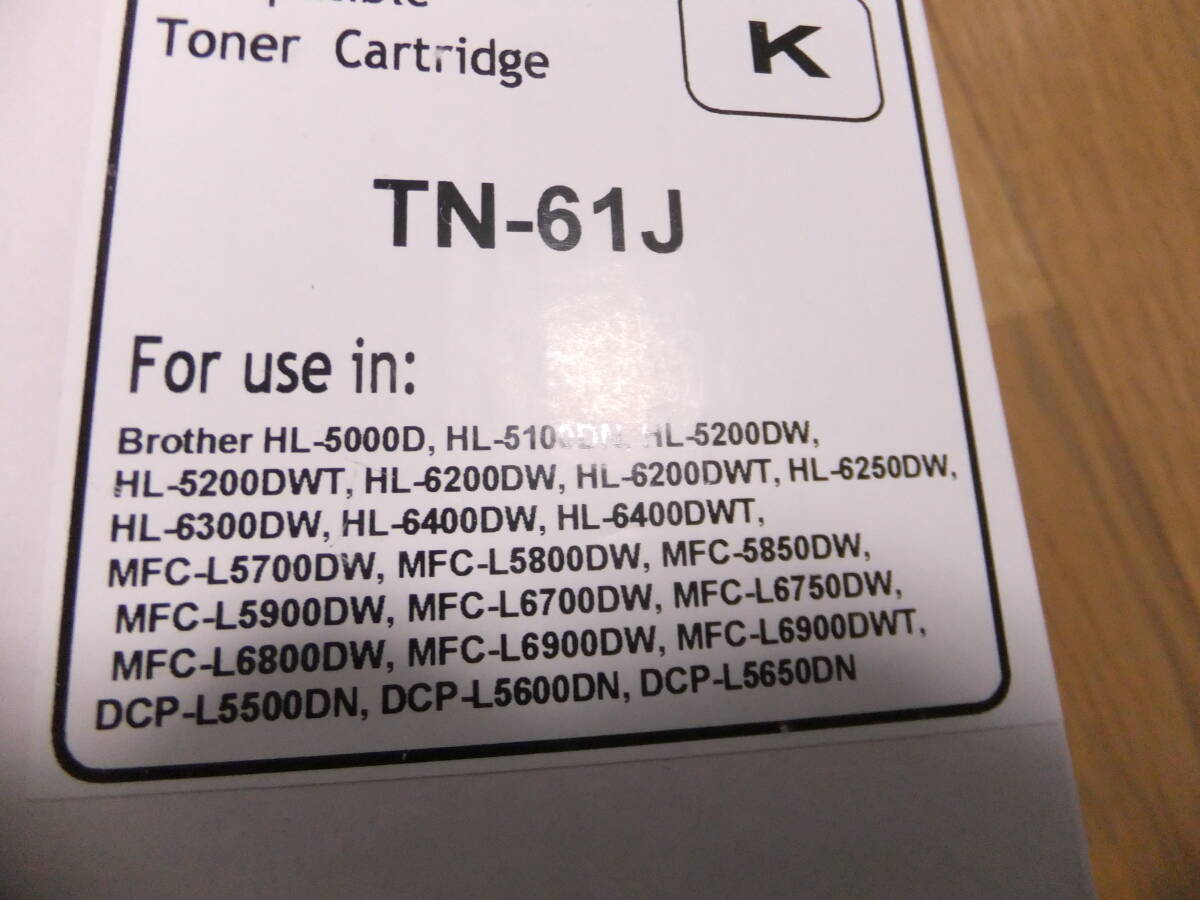 Toner Cartridge
K
TN-61J
For use in:
Brother HL-5000D, HL-5100DN, HL-5200DW,
HL-5200DWT, HL-6200DW, HL-6200DWT, HL-6250DW,
HL-6300DW, HL-6400DW, HL-6400DWT,
MFC-L5700DW, MFC-L5800DW, MFC-5850DW,
MFC-L5900DW, MFC-L6700DW, MFC-L6750DW,
MFC-L6800DW, MFC-L6900DW, MFC-L6900DWT,
DCP-L5500DN, DCP-L5600DN, DCP-L5650DN